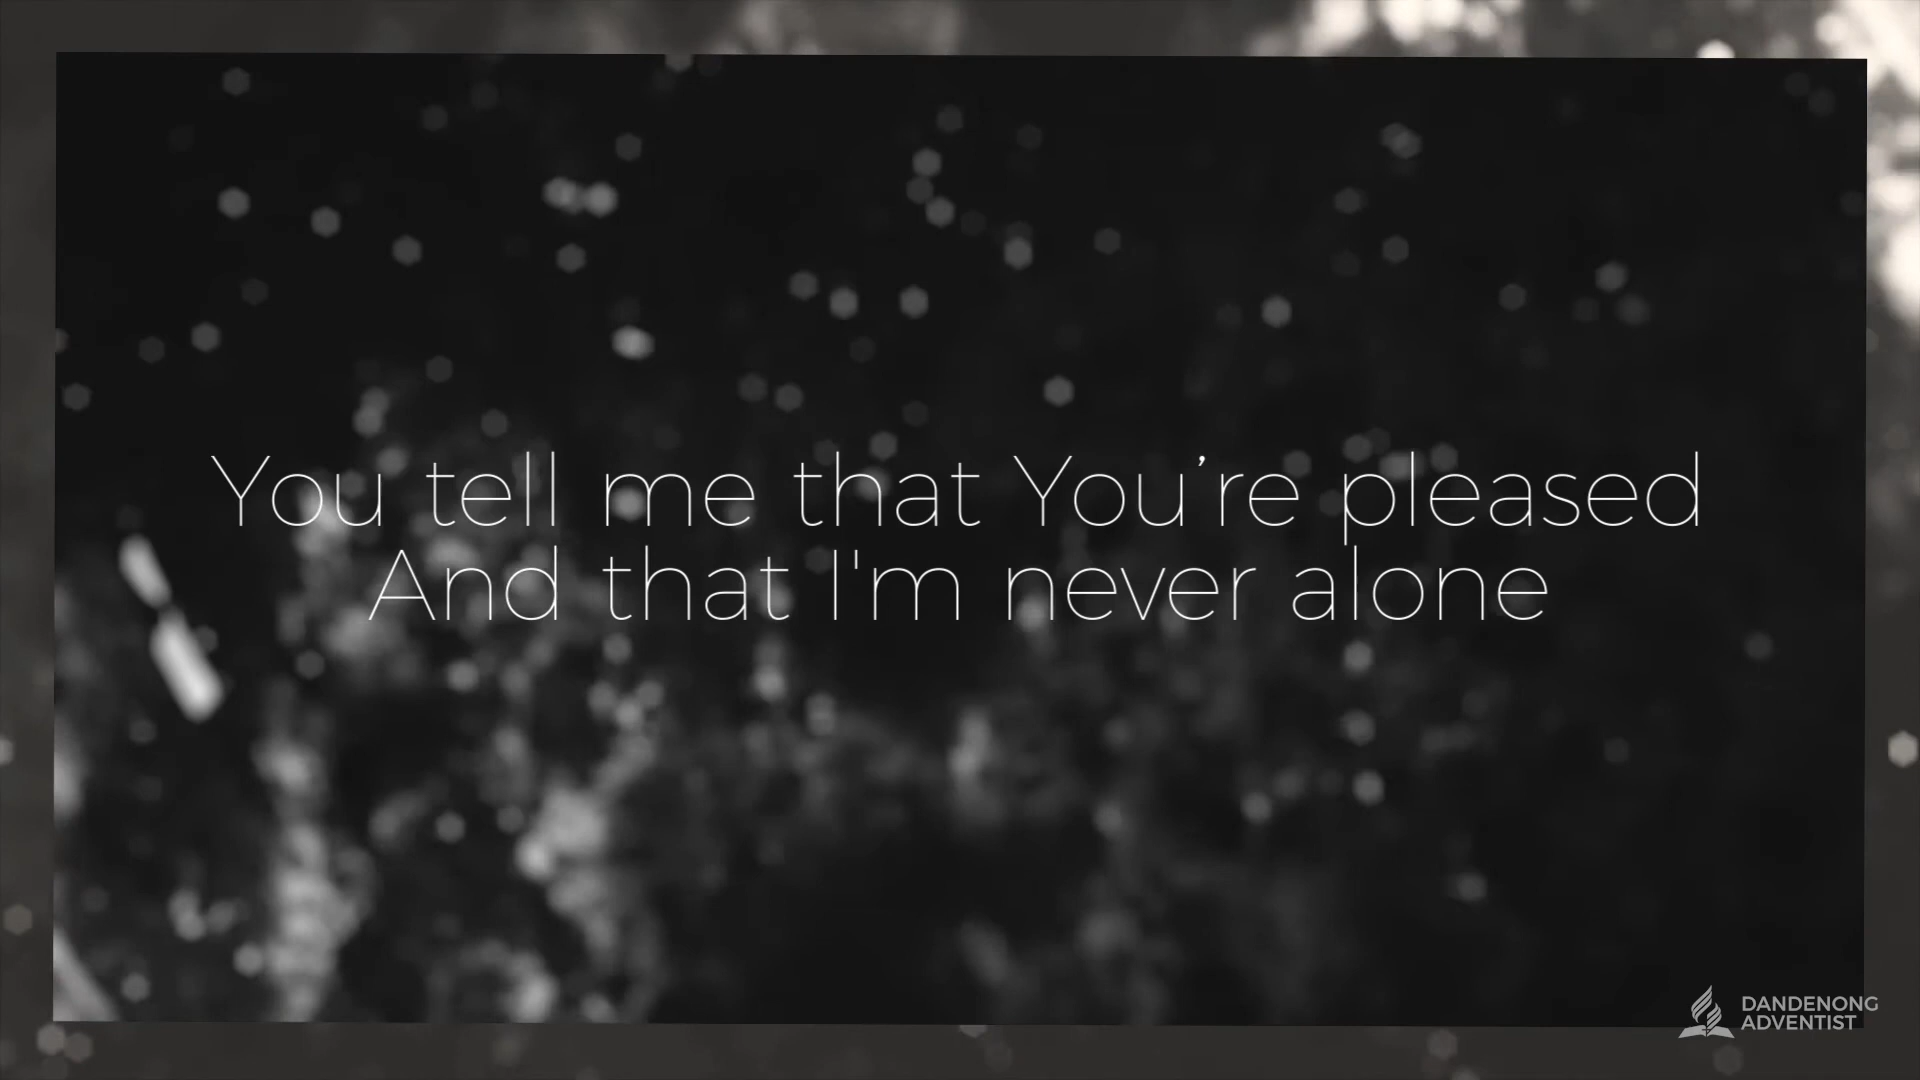 You tell me that You’re pleased
And that I'm never alone
DANDENONG
ADVENTIST